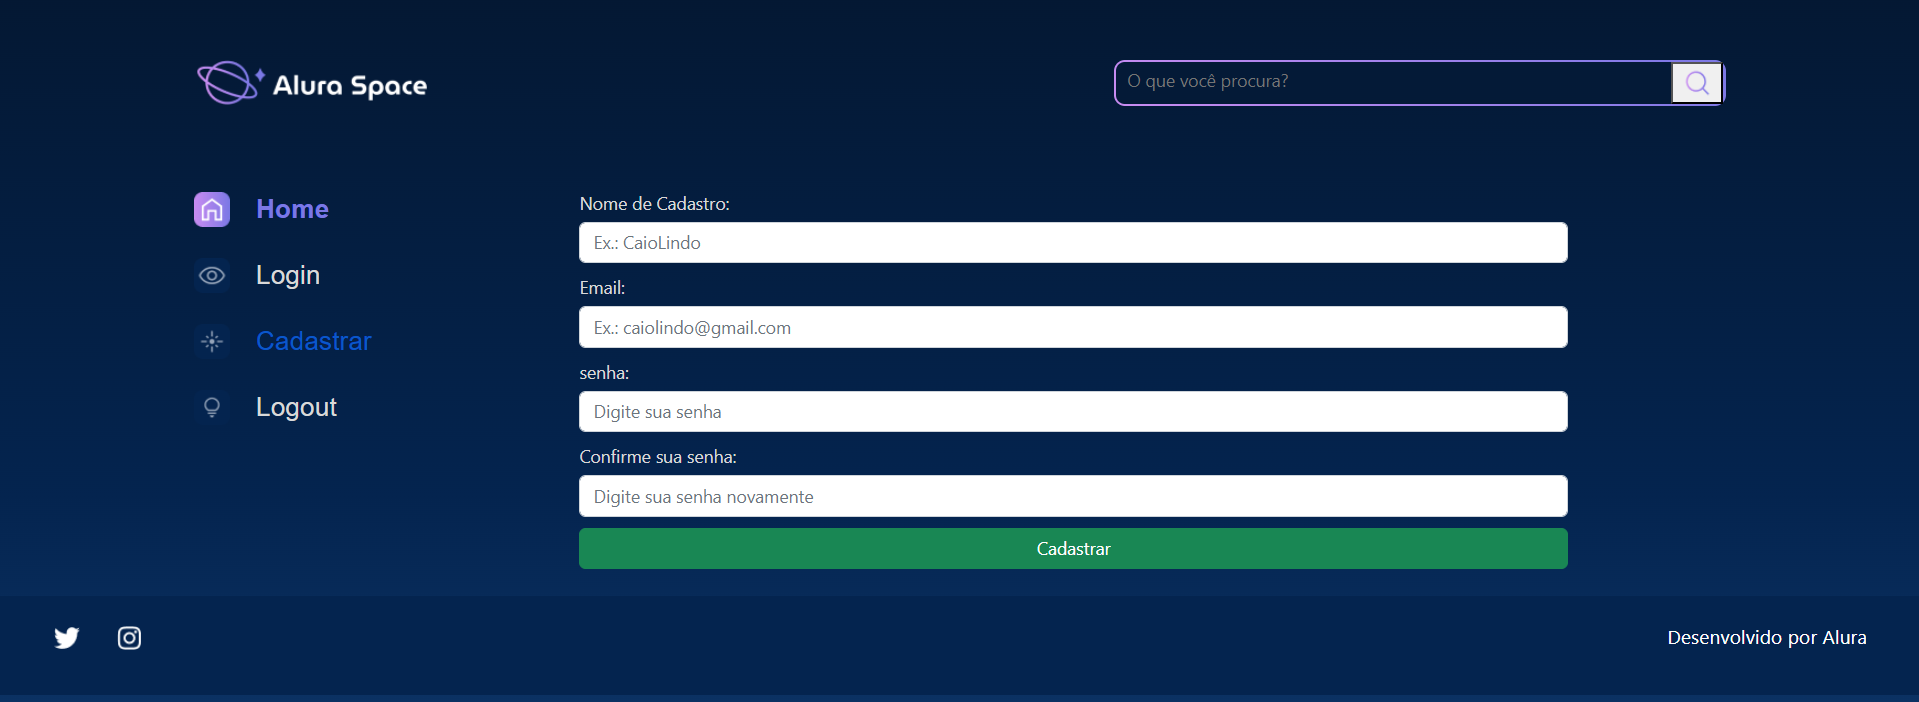 Alura Space
O que você procura?
Home
Login
Cadastrar
Logout
Nome de Cadastro:
Ex.: CaioLindo
Email:
Ex.: caiolindo@gmail.com
senha:
Digite sua senha
Confirme sua senha:
Digite sua senha novamente
Cadastrar
Desenvolvido por Alura